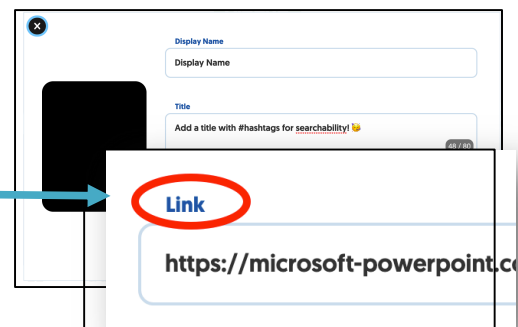 Display Name
Display Name
Title
Add a title with #hashtags for searchability! 🥳
48 / 80
Link
https://microsoft-powerpoint.c